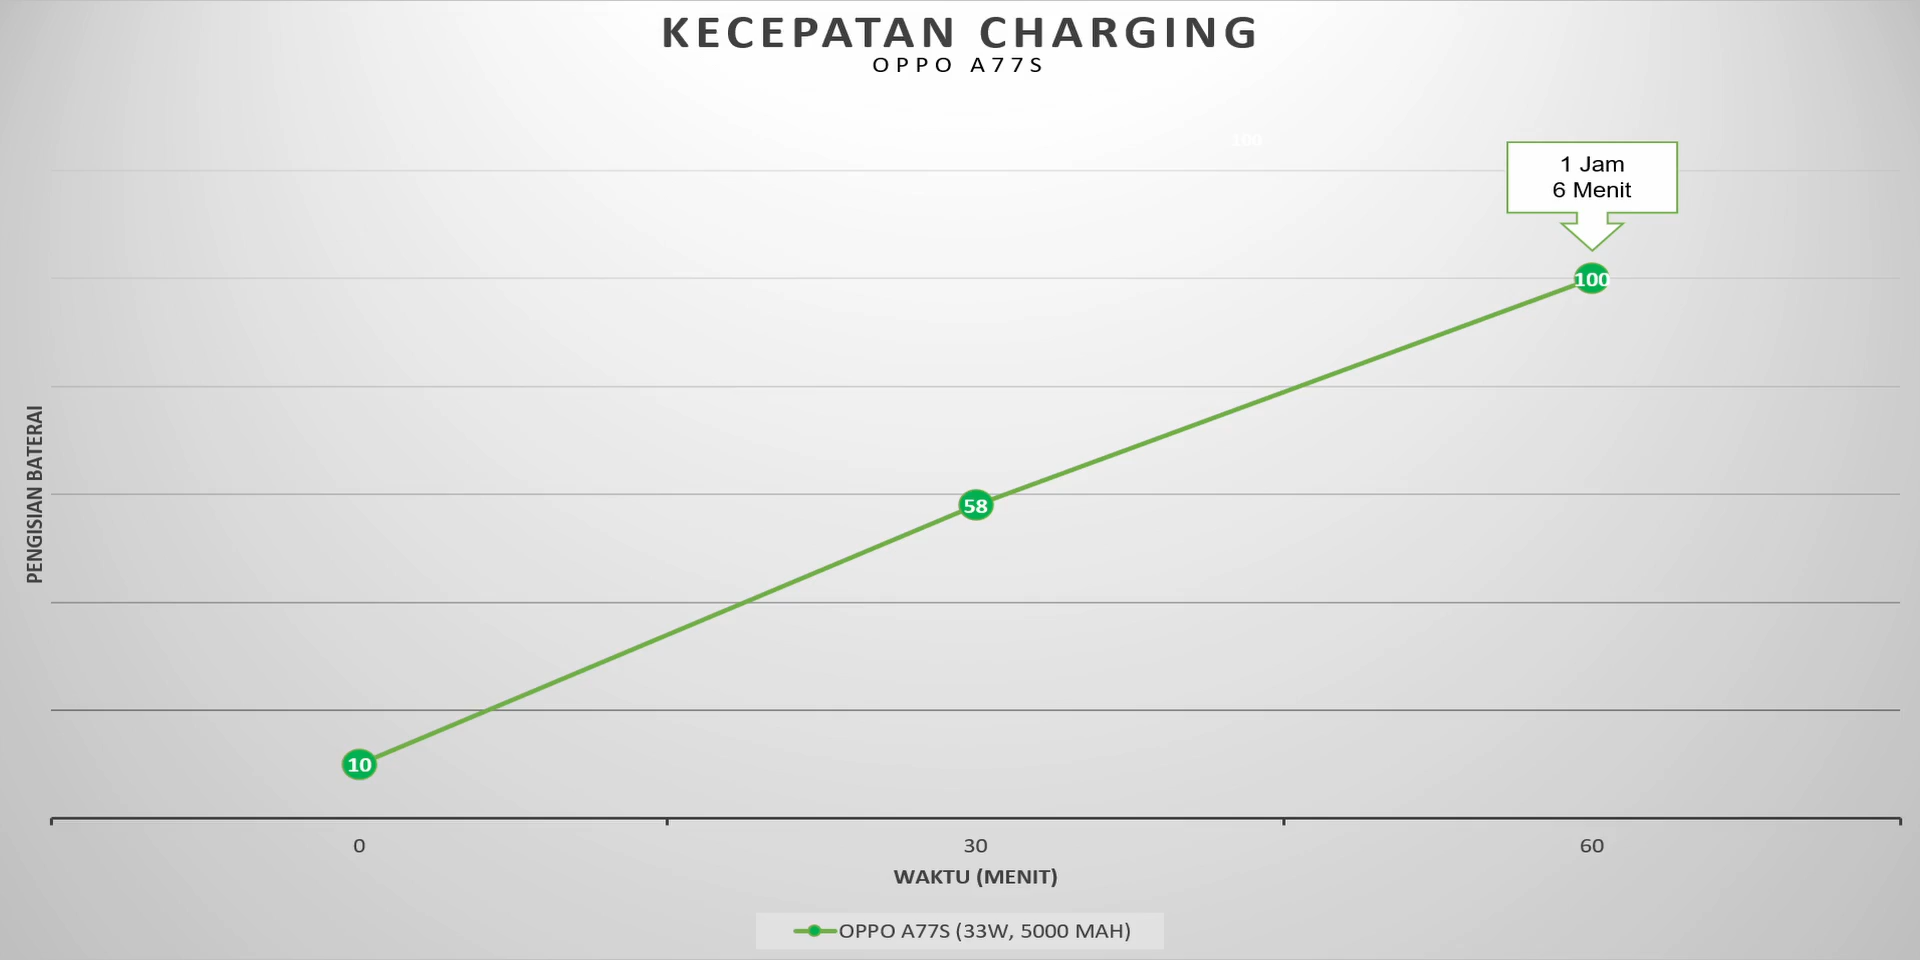 KECEPATAN CHARGING
OPPO A77S
100
1 Jam
6 Menit
100
58
10
PENGISIAN BATERAI
0
30
60
WAKTU (MENIT)
OPPO A77S (33W, 5000 MAH)